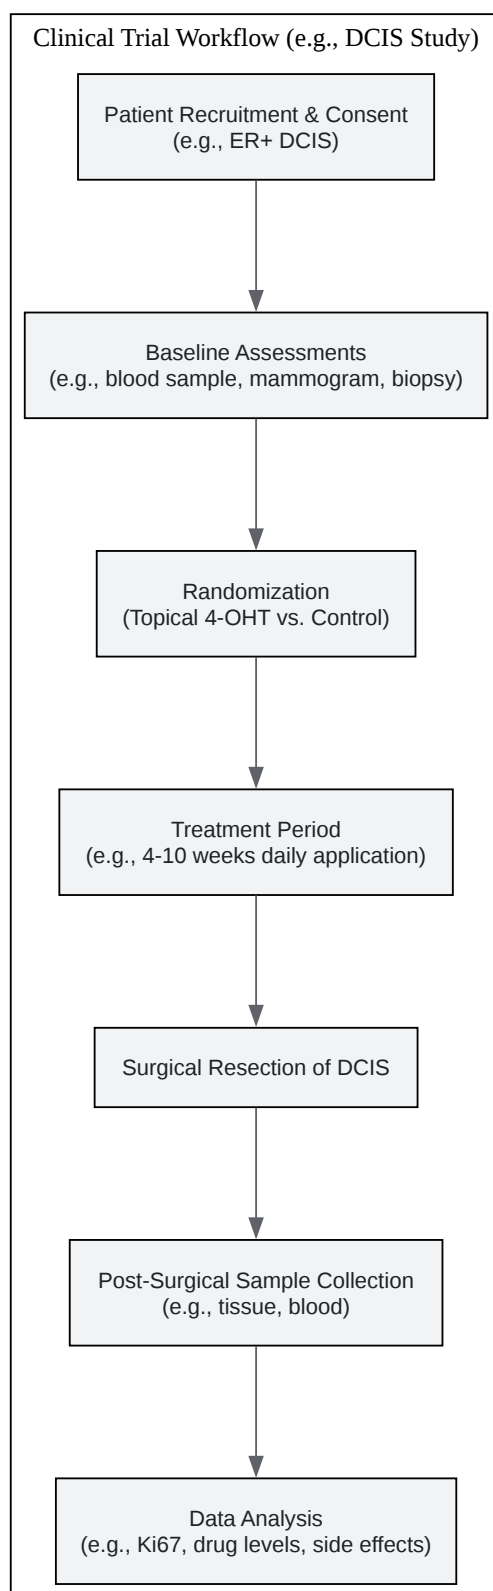 Clinical Trial Workflow (e.g., DCIS Study)
Patient Recruitment & Consent
(e.g., ER+ DCIS)
Baseline Assessments
(e.g., blood sample, mammogram, biopsy)
Randomization
(Topical 4-OHT vs. Control)
Treatment Period
(e.g., 4-10 weeks daily application)
Surgical Resection of DCIS
Post-Surgical Sample Collection
(e.g., tissue, blood)
Data Analysis
(e.g., Ki67, drug levels, side effects)